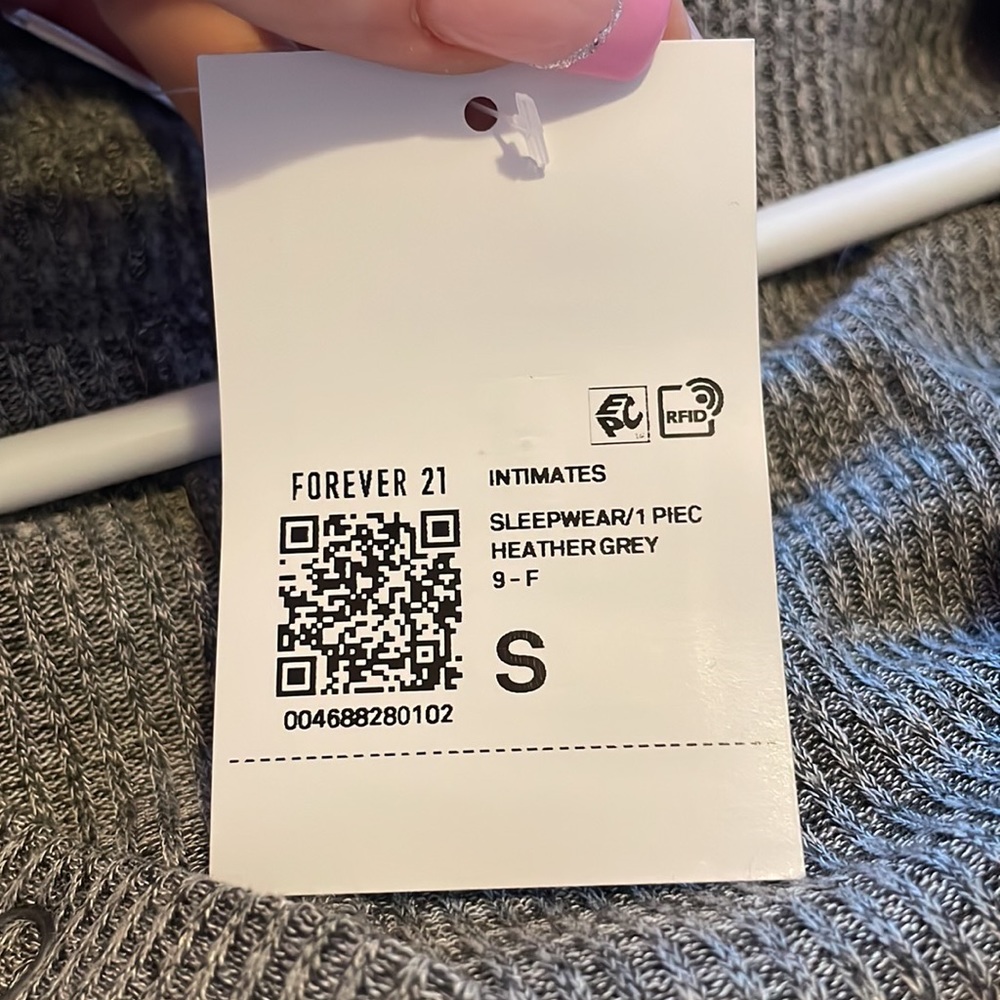 EPC
RFID
FOREVER 21
INTIMATES
SLEEPWEAR/1 PIEC
HEATHER GREY
9 - F
S
004688280102